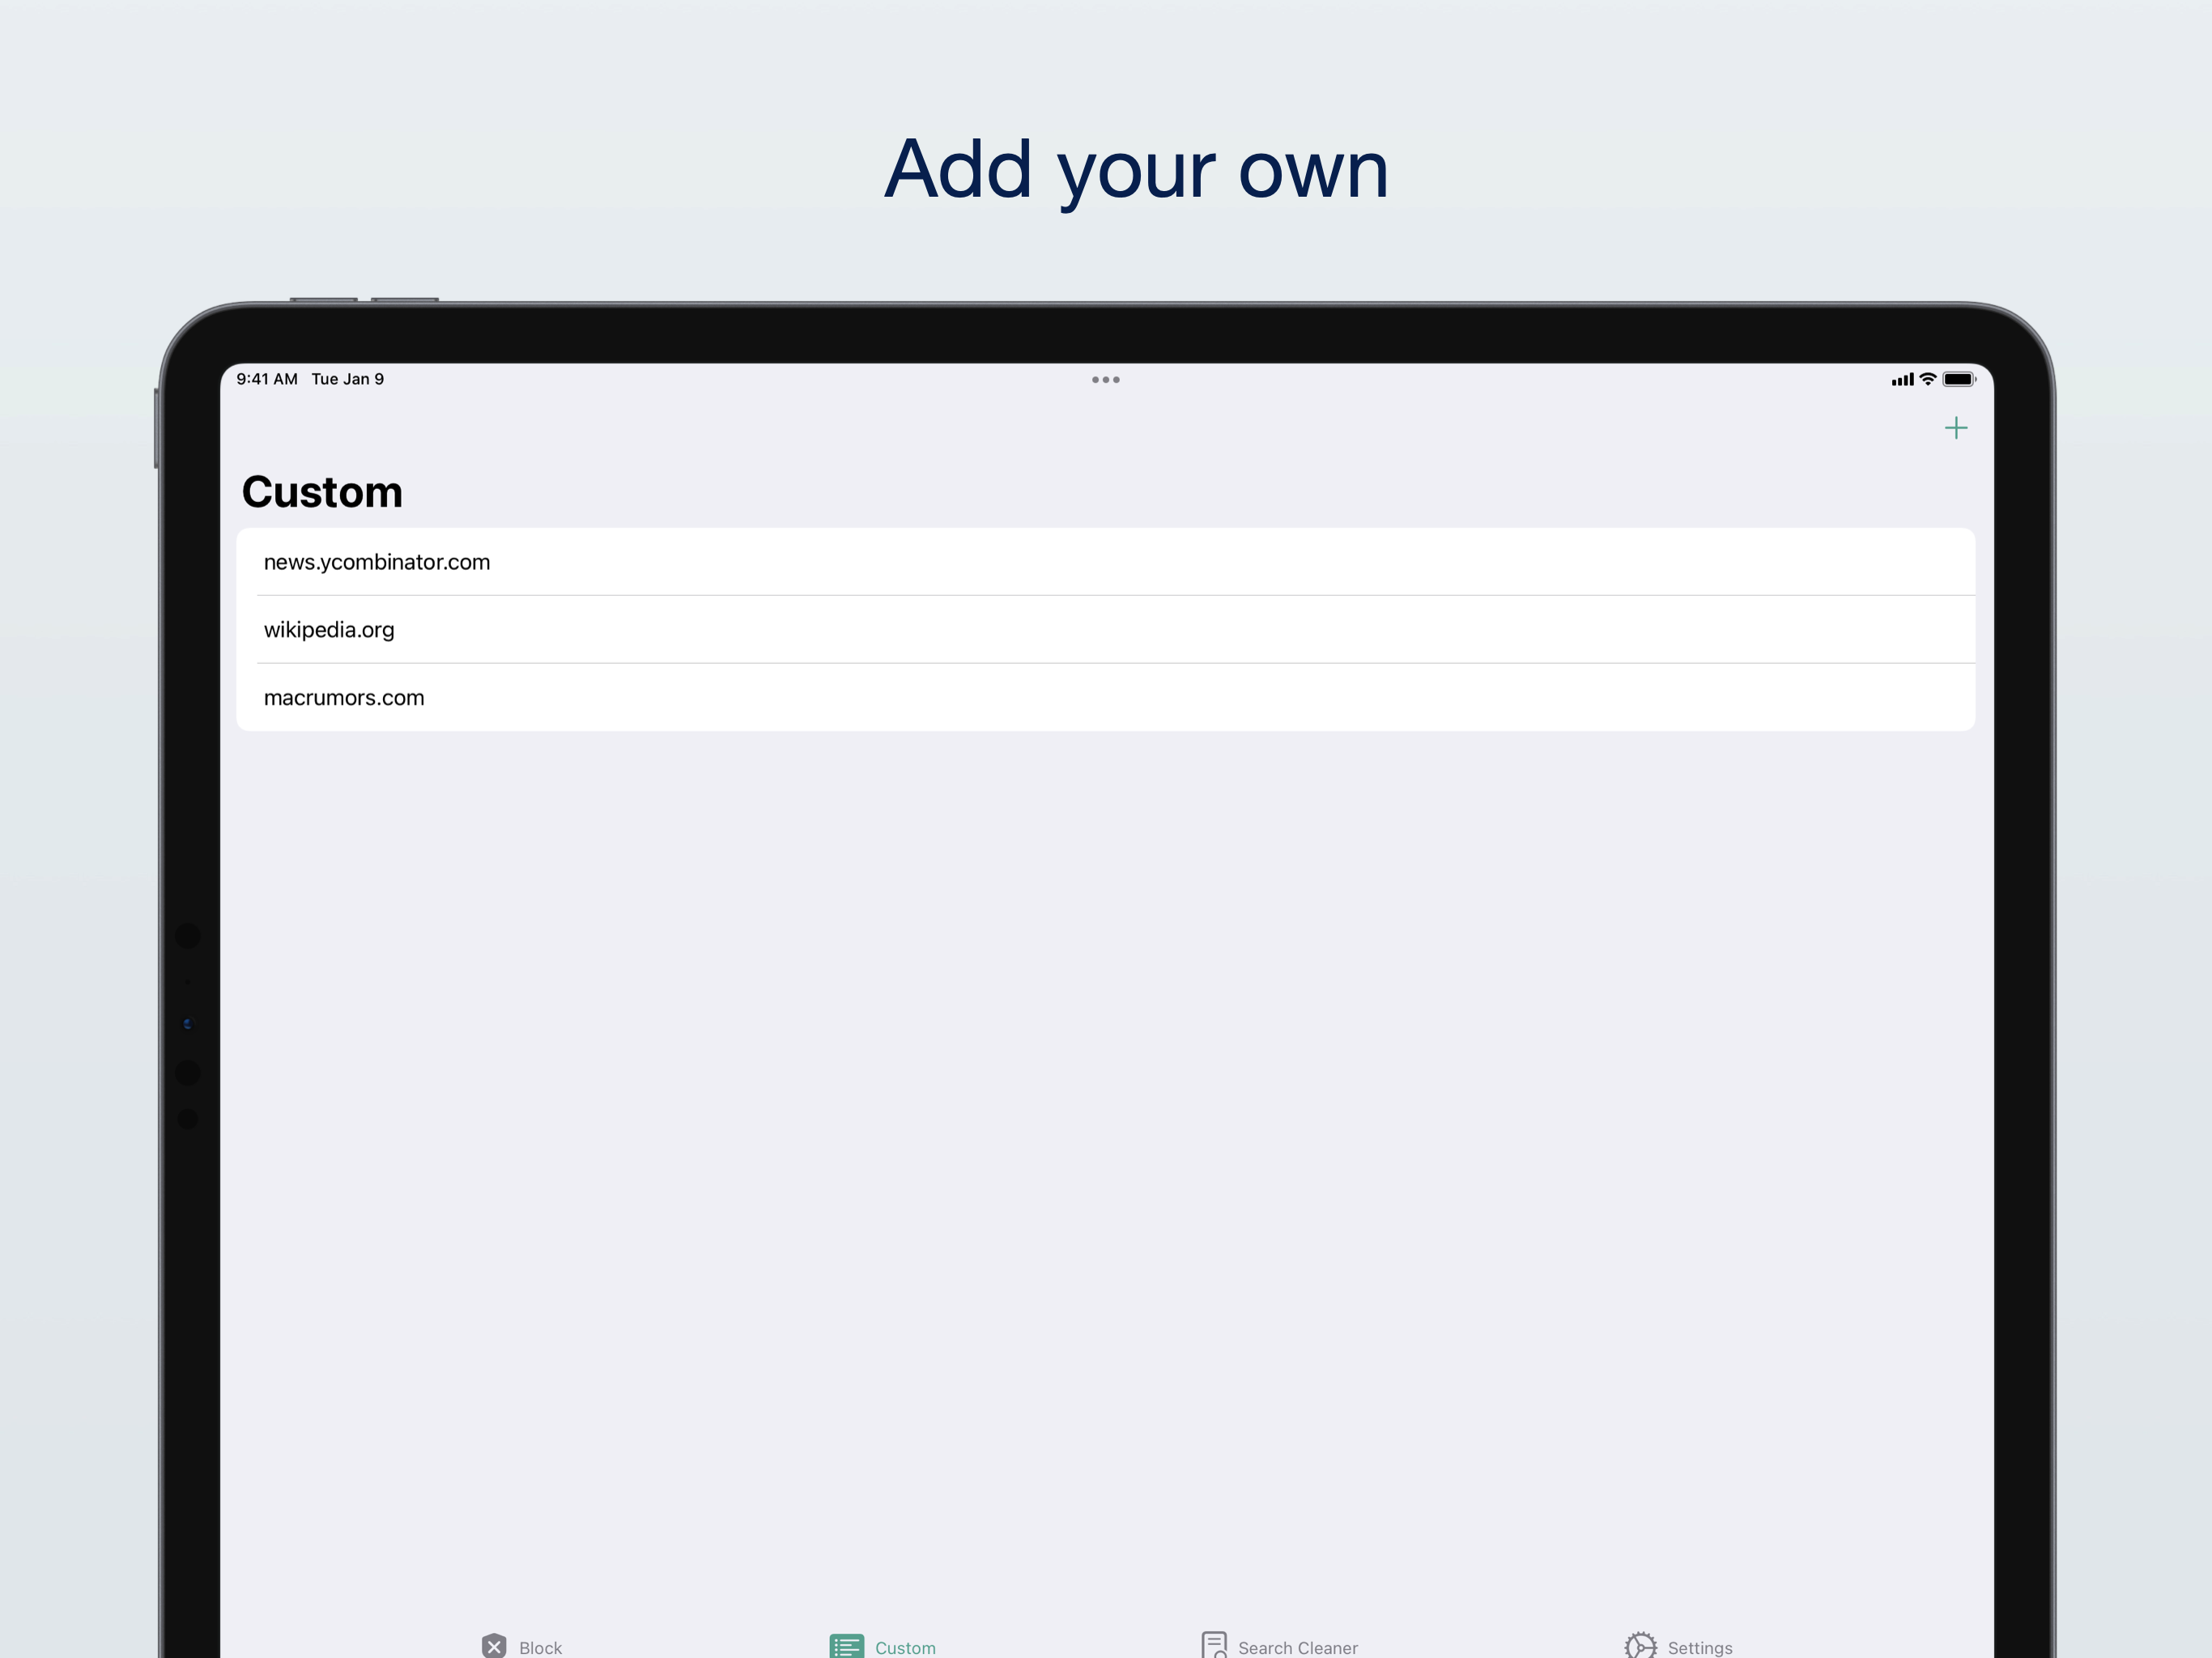 Add your own
9:41 AM Tue Jan 9
Custom
news.ycombinator.com
wikipedia.org
macrumors.com
Block Custom Search Cleaner Settings